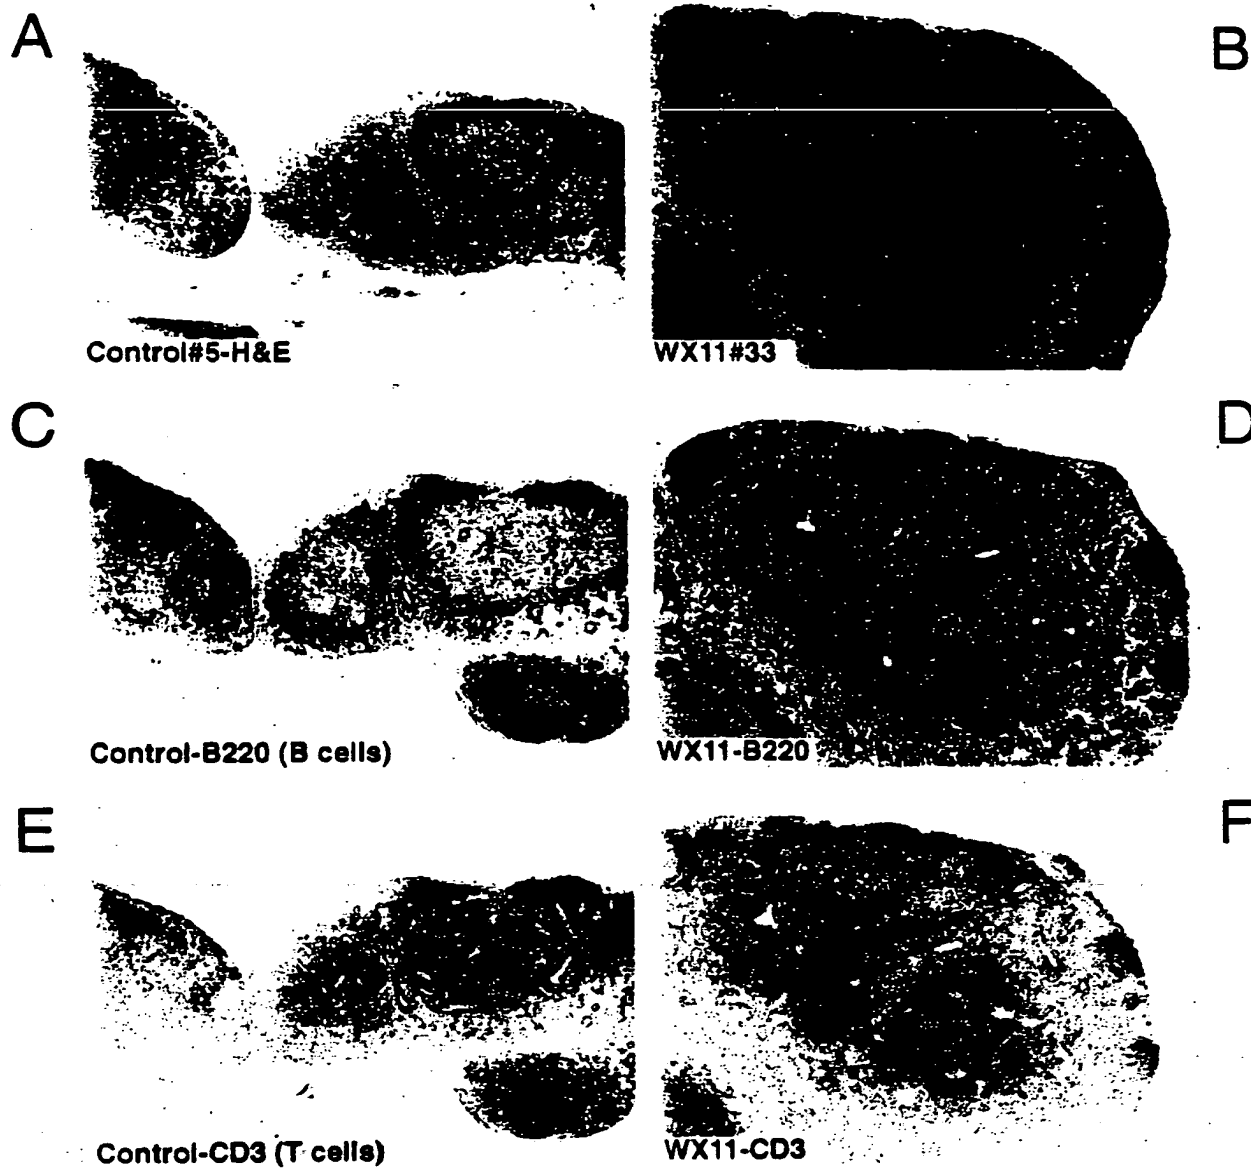 A
B
Control#5-H&E
WX11#33
C
D
Control-B220 (B cells)
WX11-B220
E
F
Control-CD3 (T cells)
WX11-CD3